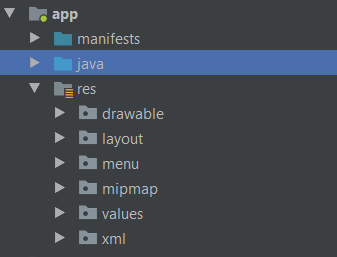 app
manifests
java
res
drawable
layout
menu
mipmap
values
xml